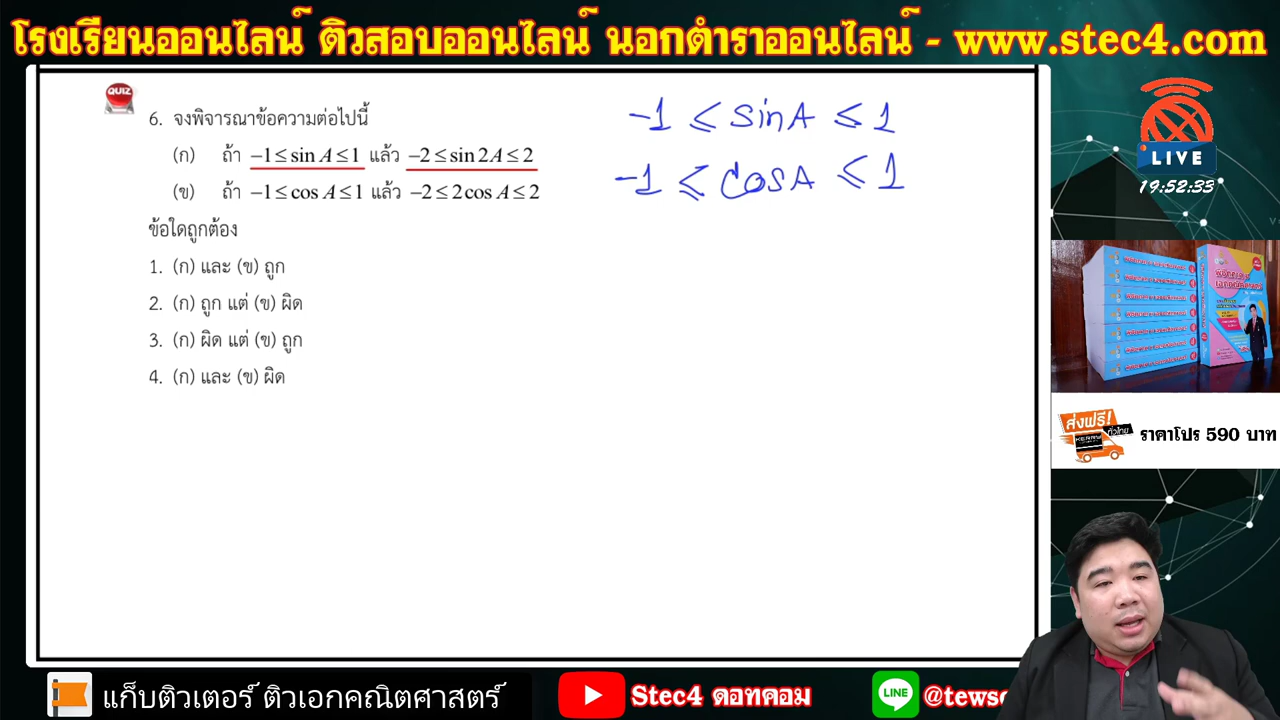 โรงเรียนออนไลน์ ติวสอบออนไลน์ นอกตำราออนไลน์ - www.stec4.com
QUIZ
6. จงพิจารณาข้อความต่อไปนี้
(ก) ถ้า −1 ≤ sin A ≤ 1 แล้ว −2 ≤ sin 2A ≤ 2
(ข) ถ้า −1 ≤ cos A ≤ 1 แล้ว −2 ≤ 2cos A ≤ 2
ข้อใดถูกต้อง
1. (ก) และ (ข) ถูก
2. (ก) ถูก แต่ (ข) ผิด
3. (ก) ผิด แต่ (ข) ถูก
4. (ก) และ (ข) ผิด
-1 ≤ sinA ≤ 1
-1 ≤ cosA ≤ 1
LIVE
19:52:33
ส่งฟรี!
ทั่วไทย
KERRY
ราคาโปร 590 บาท
แก็บติวเตอร์ ติวเอกคณิตศาสตร์
Stec4 ดอทคอม
LINE
@tewsc